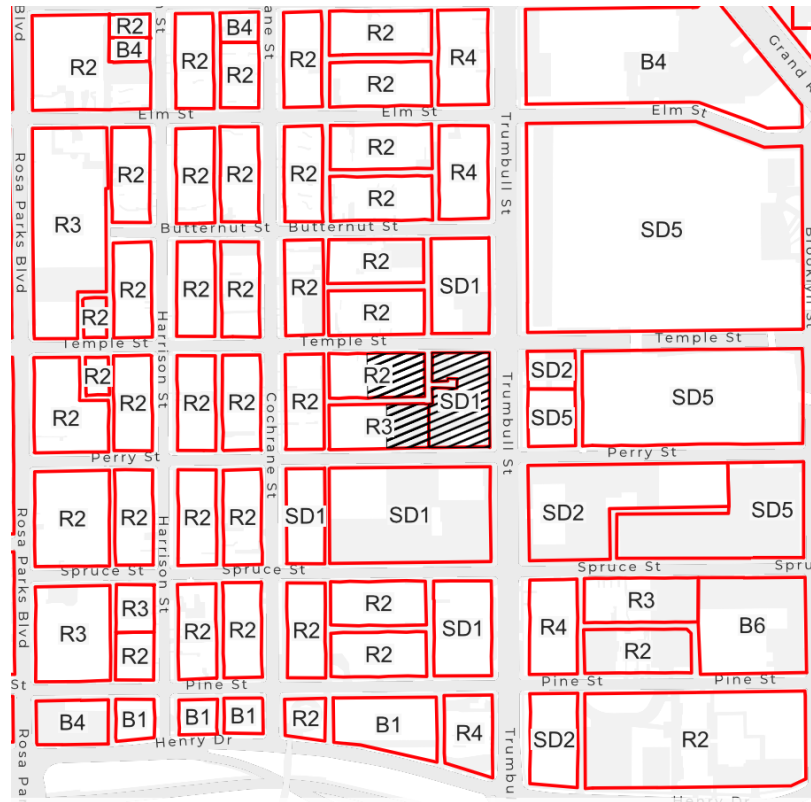 Blvd
St
ane St
R2
B4
R2
R2
B4
R2
R2
R2
R2
R4
B4
Grand R
Elm St
Elm St
Elm St
Rosa Parks Blvd
R3
R2
R2
R2
R2
R2
R2
R4
Trumbull St
SD5
Butternut St
Butternut St
R2
R2
R2
R2
R2
R2
R2
SD1
Brooklyn St
Temple St
Temple St
Temple St
Harrison St
R2
R2
R2
R2
R2
R2
R2
R3
SD1
Cochrane St
Trumbull St
SD2
SD5
SD5
Perry St
Perry St
Rosa Parks Blvd
R2
R2
Harrison St
R2
R2
SD1
SD1
SD2
SD5
Spruce St
Spruce St
Spruce St
Spru
R3
R3
R2
R2
R2
R2
R2
R2
SD1
R4
R3
R2
B6
St
Pine St
Pine St
Pine St
Rosa Pa
B4
B1
B1
B1
R2
B1
R4
Trumbu
SD2
R2
Henry Dr
Henry Dr